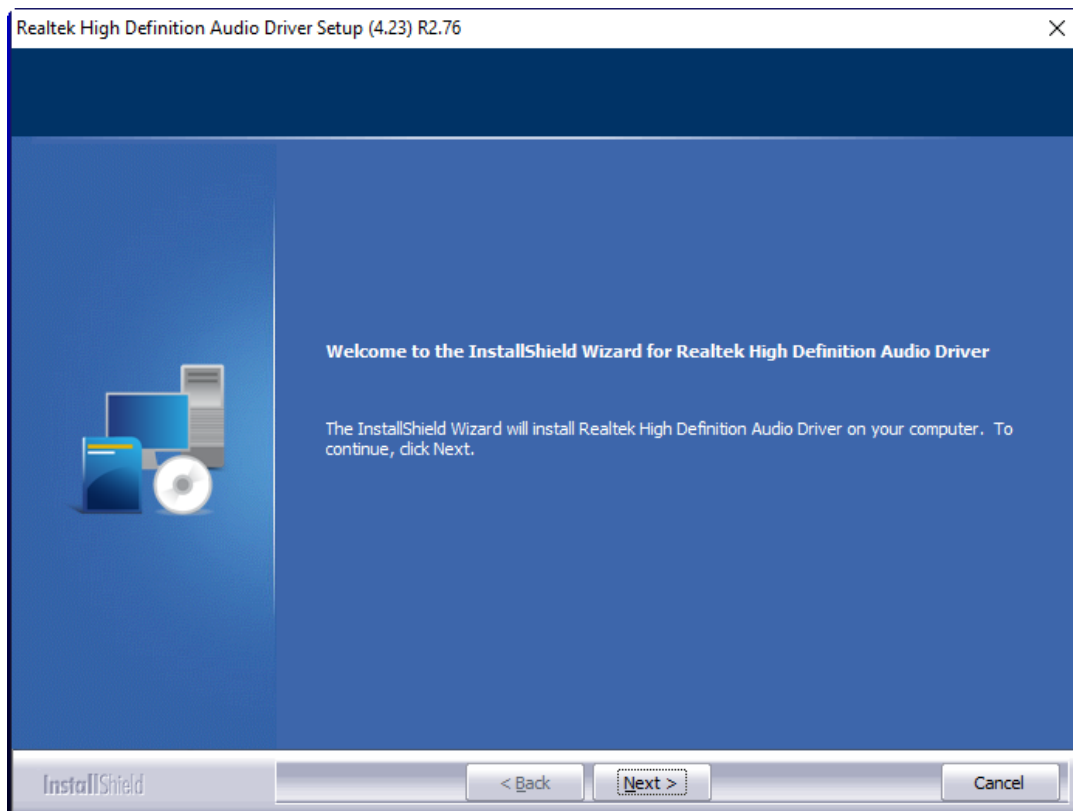 Realtek High Definition Audio Driver Setup (4.23) R2.76
Welcome to the InstallShield Wizard for Realtek High Definition Audio Driver
The InstallShield Wizard will install Realtek High Definition Audio Driver on your computer.  To
continue, click Next.
InstallShield
< Back
Next >
Cancel